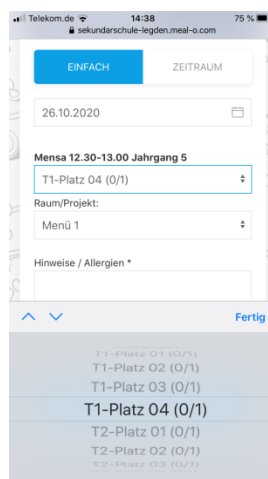 Telekom.de 14:38 75 %
sekundarschule-legden.meal-o.com
EINFACH ZEITRAUM
26.10.2020
Mensa 12.30-13.00 Jahrgang 5
T1-Platz 04 (0/1)
Raum/Projekt:
Menü 1
Hinweise / Allergien *
Fertig
T1-Platz 01 (0/1)
T1-Platz 02 (0/1)
T1-Platz 03 (0/1)
T1-Platz 04 (0/1)
T2-Platz 01 (0/1)
T2-Platz 02 (0/1)
T2-Platz 03 (0/1)